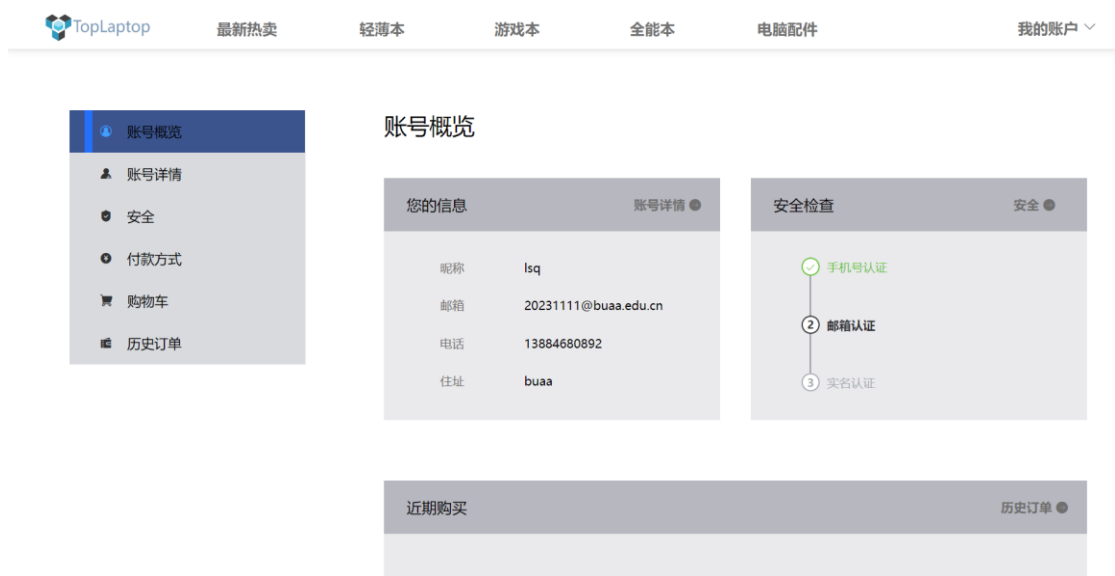 TopLaptop 最新热卖 轻薄本 游戏本 全能本 电脑配件 我的账户
账号概览
账号详情
安全
付款方式
购物车
历史订单
账号概览
您的信息 账号详情
昵称 lsq
邮箱 20231111@buaa.edu.cn
电话 13884680892
住址 buaa
安全检查 安全
手机号认证
2 邮箱认证
3 实名认证
近期购买 历史订单